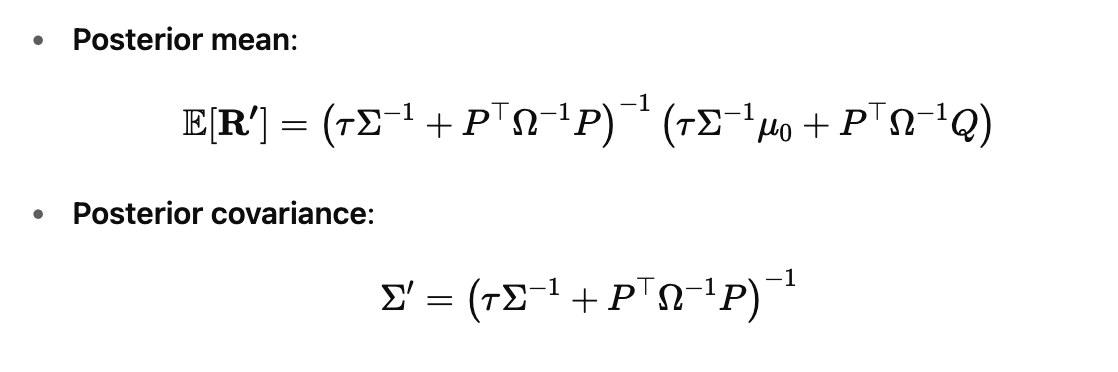 • Posterior mean:
𝔼[𝐑′] = (τΣ⁻¹ + P⊤Ω⁻¹P)⁻¹ (τΣ⁻¹μ₀ + P⊤Ω⁻¹Q)
• Posterior covariance:
Σ′ = (τΣ⁻¹ + P⊤Ω⁻¹P)⁻¹